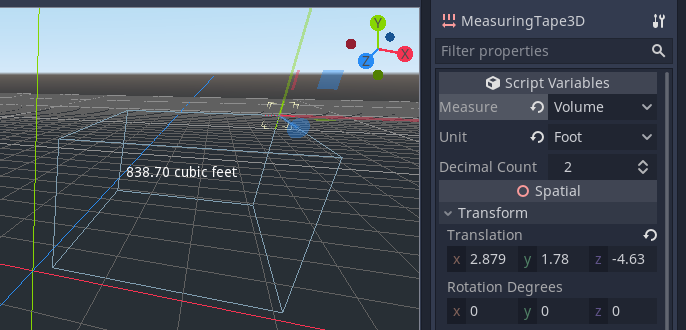 Y
X
Z
838.70 cubic feet
MeasuringTape3D
Filter properties
Script Variables
Measure Volume
Unit Foot
Decimal Count 2
Spatial
Transform
Translation
x 2.879 y 1.78 z -4.63
Rotation Degrees
x 0 y 0 z 0